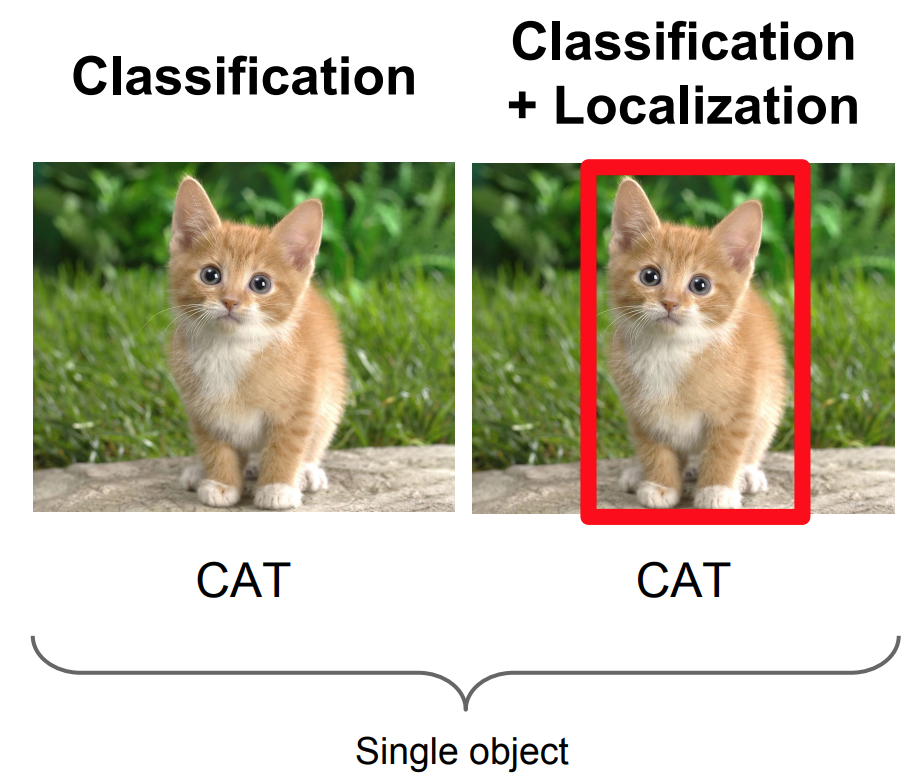 Classification
Classification
+ Localization
CAT
CAT
Single object